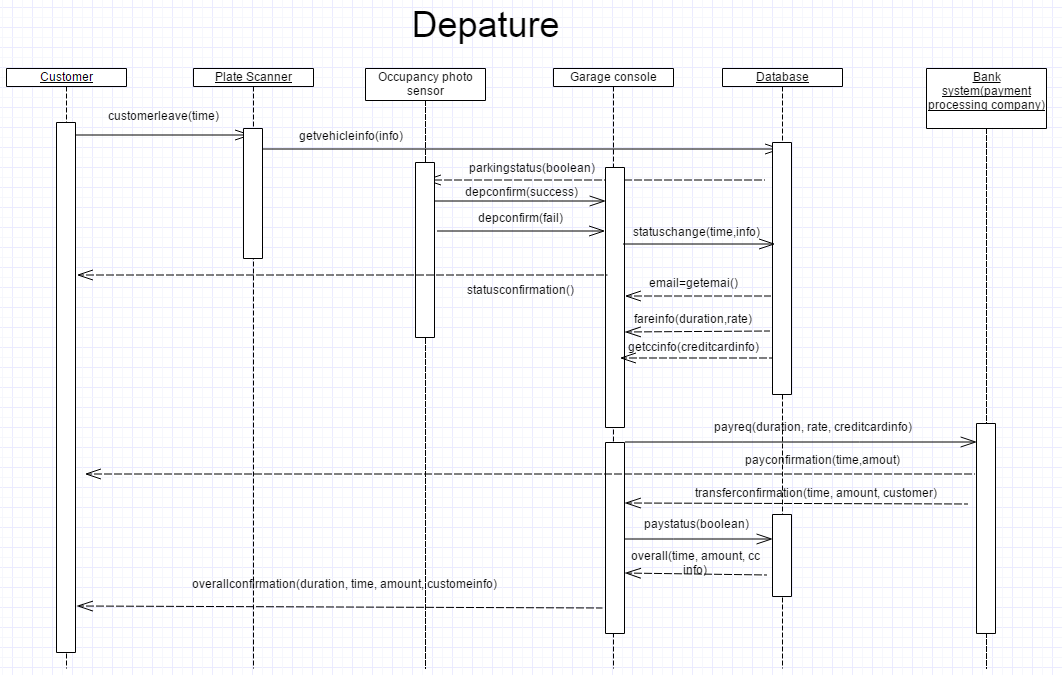 Depature
Customer
Plate Scanner
Occupancy photo
sensor
Garage console
Database
Bank
system(payment
processing company)
customerleave(time)
getvehicleinfo(info)
parkingstatus(boolean)
depconfirm(success)
depconfirm(fail)
statuschange(time,info)
statusconfirmation()
email=getemai()
fareinfo(duration,rate)
getccinfo(creditcardinfo)
payreq(duration, rate, creditcardinfo)
payconfirmation(time,amout)
transferconfirmation(time, amount, customer)
paystatus(boolean)
overall(time, amount, cc
info)
overallconfirmation(duration, time, amount, customeinfo)